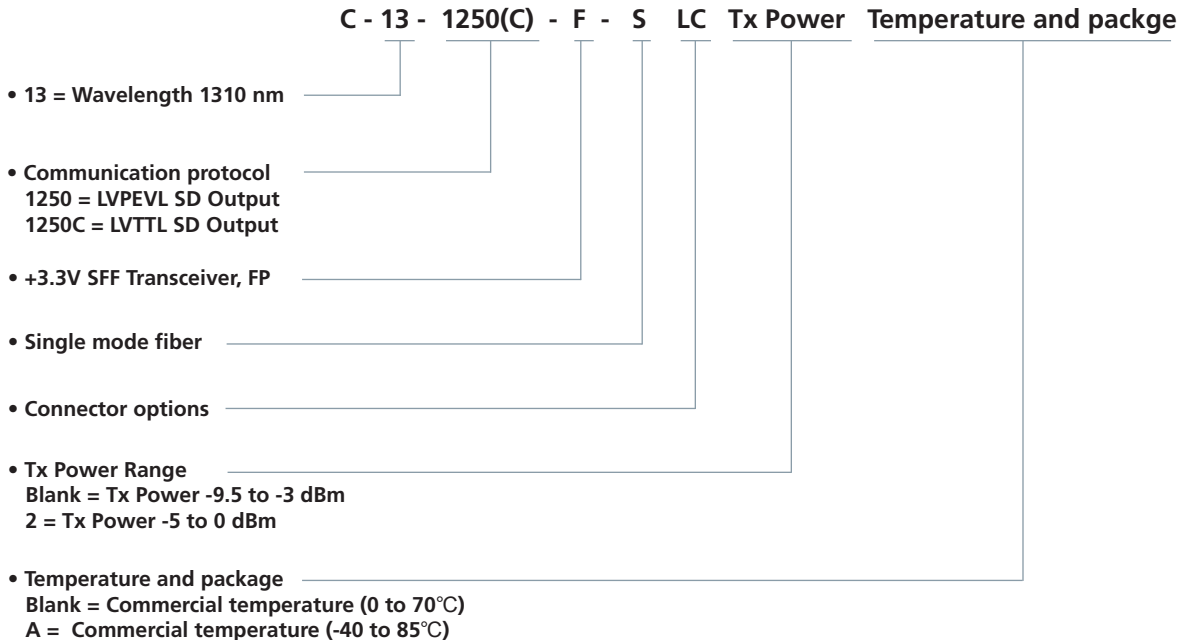 C - 13 - 1250(C) - F - S LC Tx Power Temperature and packge
• 13 = Wavelength 1310 nm
• Communication protocol
1250 = LVPEVL SD Output
1250C = LVTTL SD Output
• +3.3V SFF Transceiver, FP
• Single mode fiber
• Connector options
• Tx Power Range
Blank = Tx Power -9.5 to -3 dBm
2 = Tx Power -5 to 0 dBm
• Temperature and package
Blank = Commercial temperature (0 to 70℃)
A = Commercial temperature (-40 to 85℃)